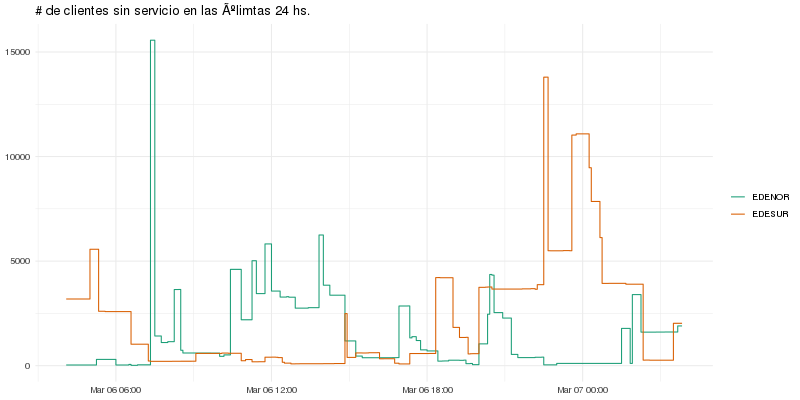 # de clientes sin servicio en las Ãºlimtas 24 hs.
15000
10000
5000
0
Mar 06 06:00
Mar 06 12:00
Mar 06 18:00
Mar 07 00:00
EDENOR
EDESUR